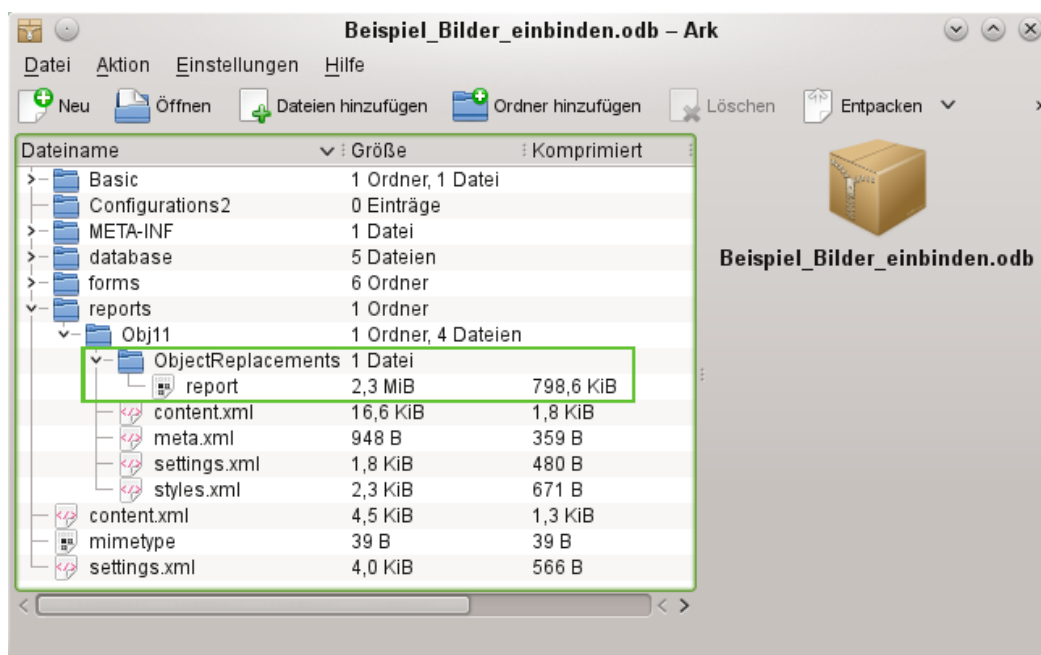 Beispiel_Bilder_einbinden.odb – Ark
Datei Aktion Einstellungen Hilfe
Neu Öffnen Dateien hinzufügen Ordner hinzufügen Löschen Entpacken
Dateiname Größe Komprimiert
Basic 1 Ordner, 1 Datei
Configurations2 0 Einträge
META-INF 1 Datei
database 5 Dateien
forms 6 Ordner
reports 1 Ordner
Obj11 1 Ordner, 4 Dateien
ObjectReplacements 1 Datei
report 2,3 MiB 798,6 KiB
content.xml 16,6 KiB 1,8 KiB
meta.xml 948 B 359 B
settings.xml 1,8 KiB 480 B
styles.xml 2,3 KiB 671 B
content.xml 4,5 KiB 1,3 KiB
mimetype 39 B 39 B
settings.xml 4,0 KiB 566 B
Beispiel_Bilder_einbinden.odb